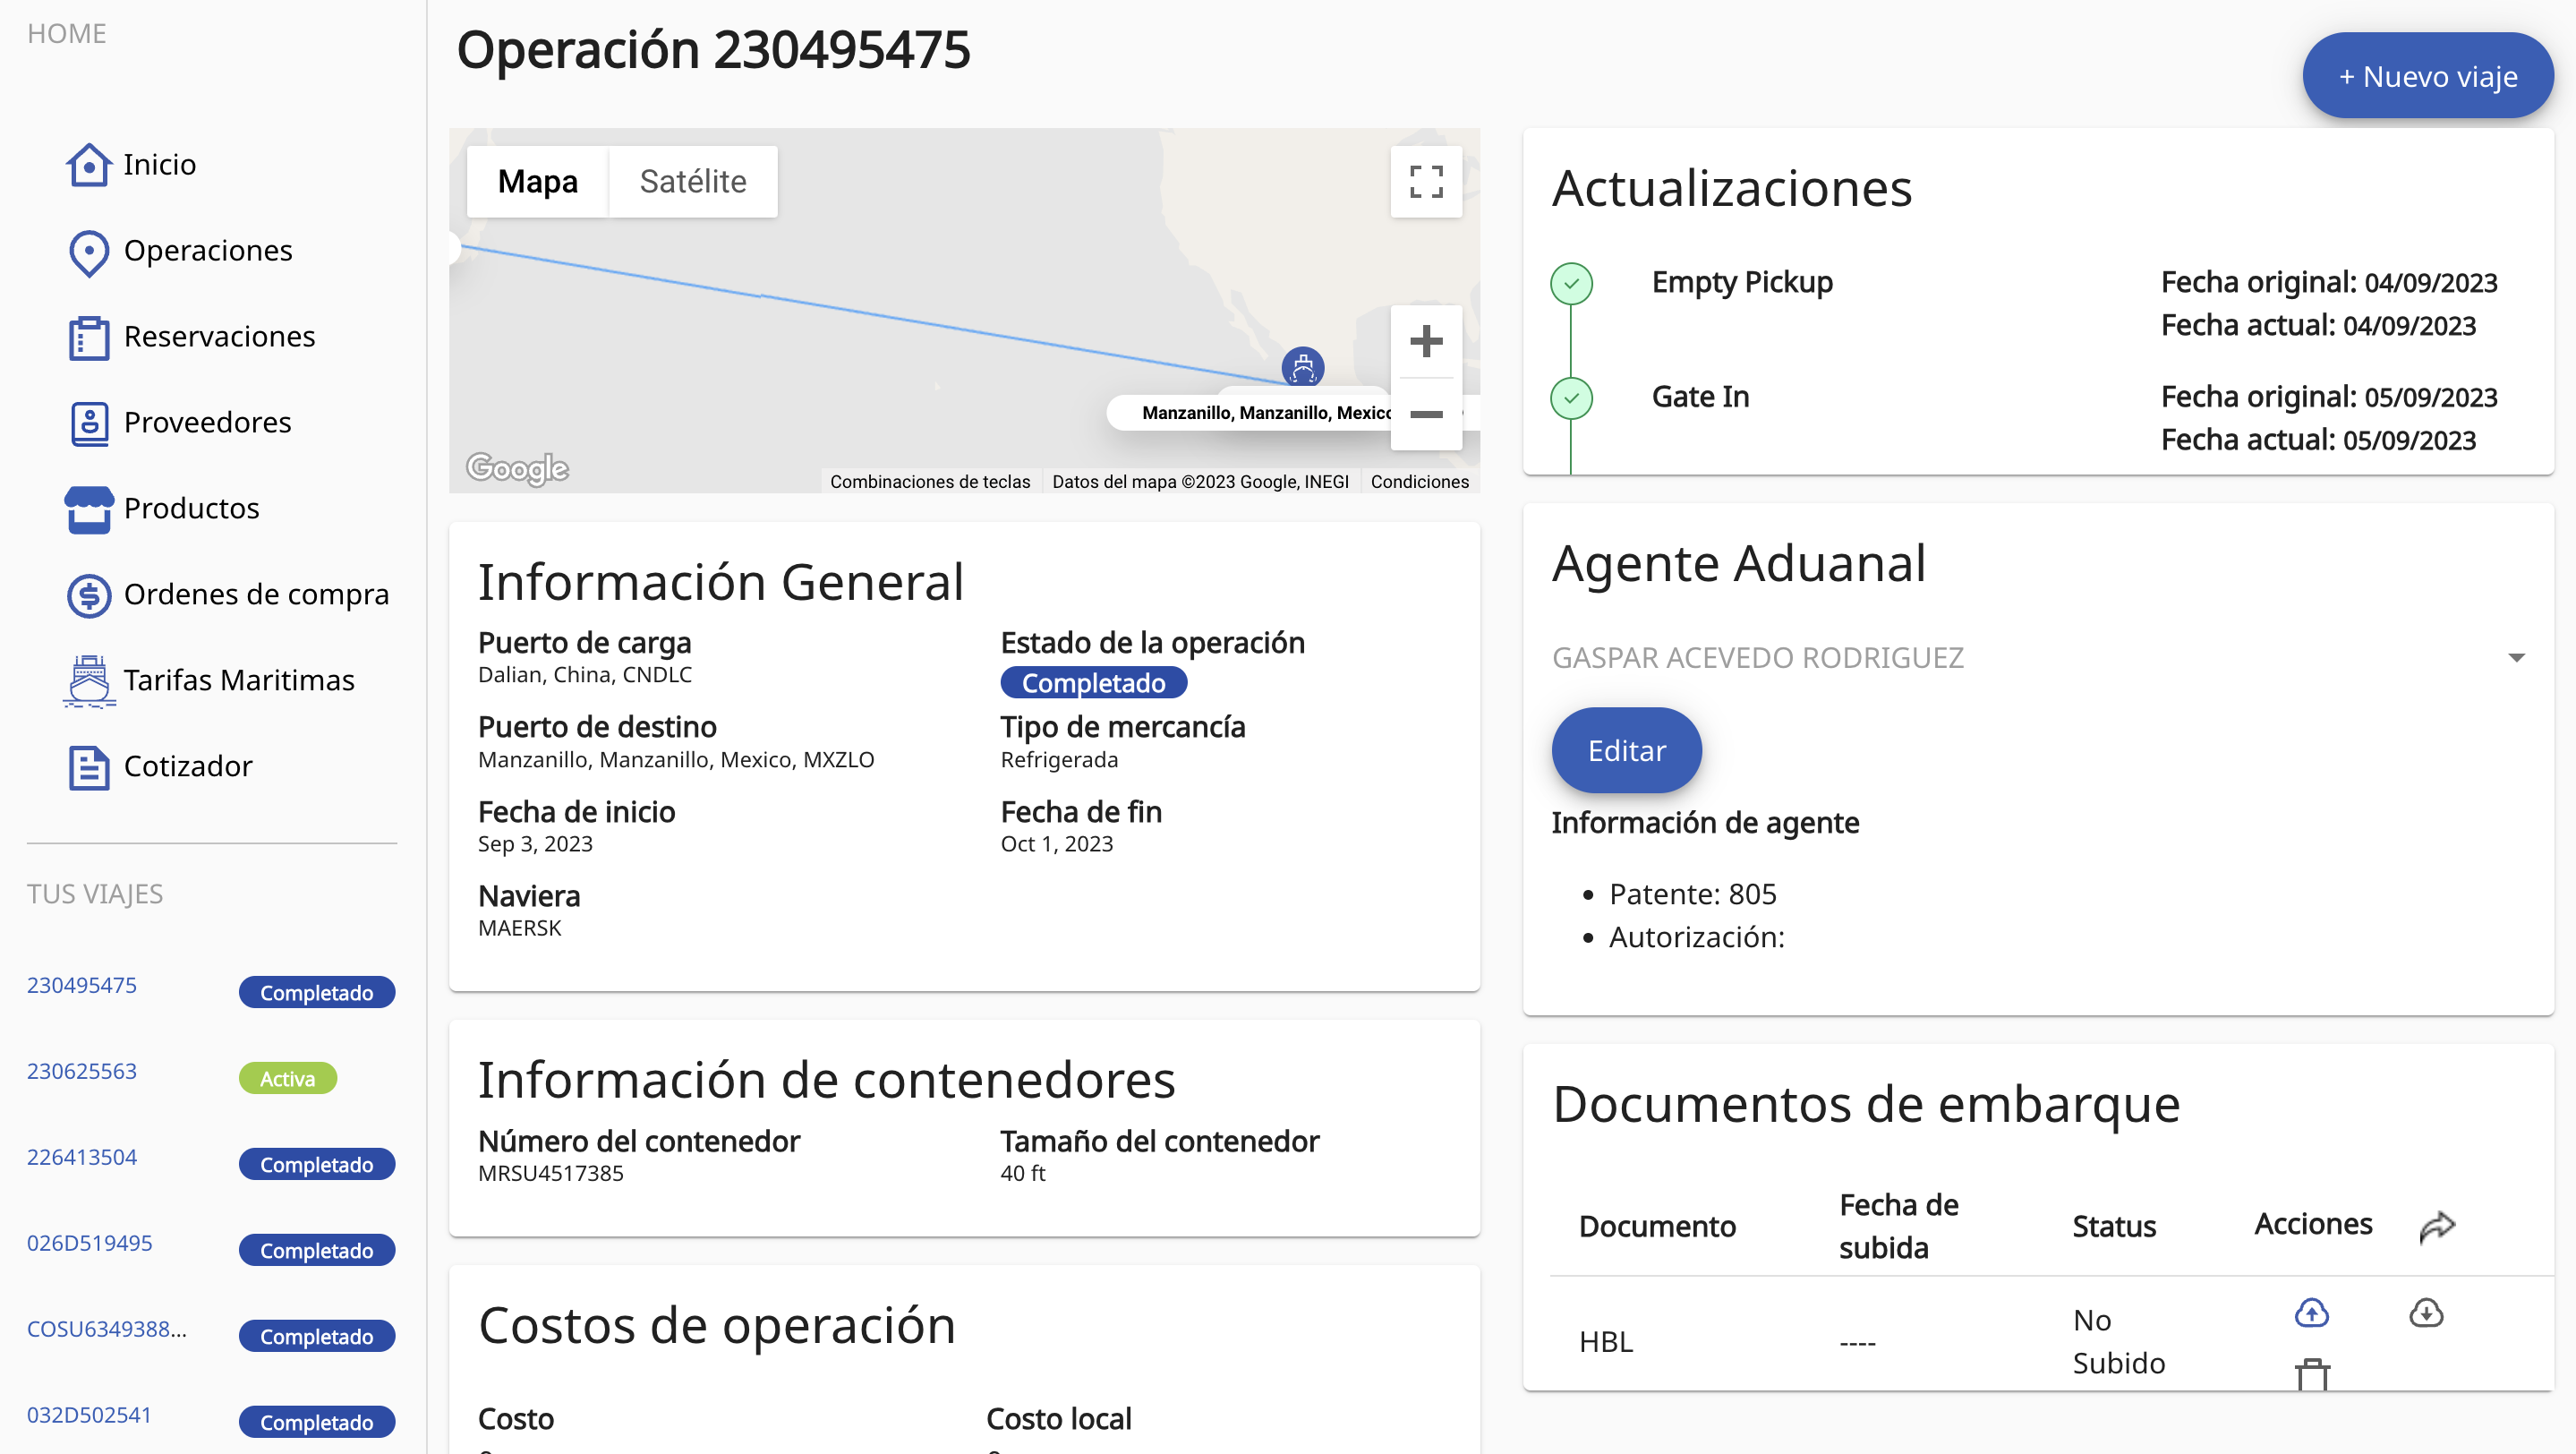 HOME
Inicio
Operaciones
Reservaciones
Proveedores
Productos
Ordenes de compra
Tarifas Maritimas
Cotizador
TUS VIAJES
230495475 Completado
230625563 Activa
226413504 Completado
026D519495 Completado
COSU6349388... Completado
032D502541 Completado
Operación 230495475
+ Nuevo viaje
Mapa Satélite
Manzanillo, Manzanillo, Mexico
Google
Combinaciones de teclas Datos del mapa ©2023 Google, INEGI Condiciones
Información General
Puerto de carga Estado de la operación
Dalian, China, CNDLC Completado
Puerto de destino Tipo de mercancía
Manzanillo, Manzanillo, Mexico, MXZLO Refrigerada
Fecha de inicio Fecha de fin
Sep 3, 2023 Oct 1, 2023
Naviera
MAERSK
Información de contenedores
Número del contenedor Tamaño del contenedor
MRSU4517385 40 ft
Costos de operación
Costo Costo local
Actualizaciones
Empty Pickup Fecha original: 04/09/2023
Fecha actual: 04/09/2023
Gate In Fecha original: 05/09/2023
Fecha actual: 05/09/2023
Agente Aduanal
GASPAR ACEVEDO RODRIGUEZ
Editar
Información de agente
• Patente: 805
• Autorización:
Documentos de embarque
Documento Fecha de subida Status Acciones
HBL ---- No Subido